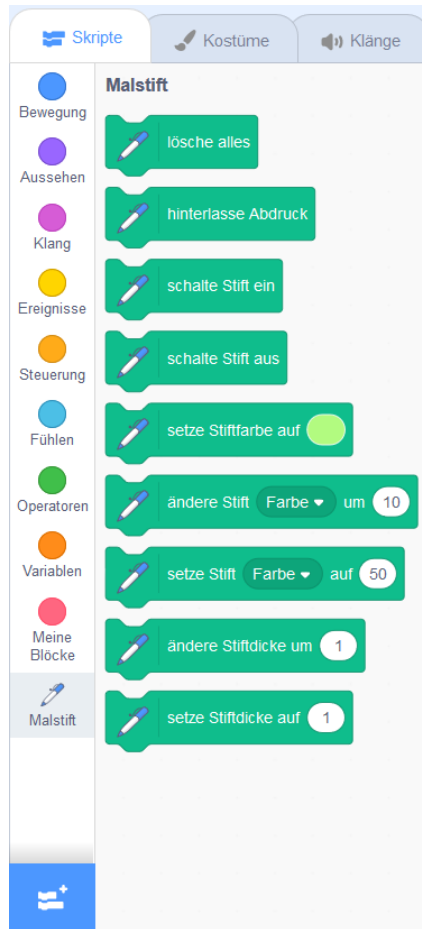 Skripte
Kostüme
Klänge
Bewegung
Aussehen
Klang
Ereignisse
Steuerung
Fühlen
Operatoren
Variablen
Meine
Blöcke
Malstift
Malstift
lösche alles
hinterlasse Abdruck
schalte Stift ein
schalte Stift aus
setze Stiftfarbe auf
ändere Stift Farbe um 10
setze Stift Farbe auf 50
ändere Stiftdicke um 1
setze Stiftdicke auf 1